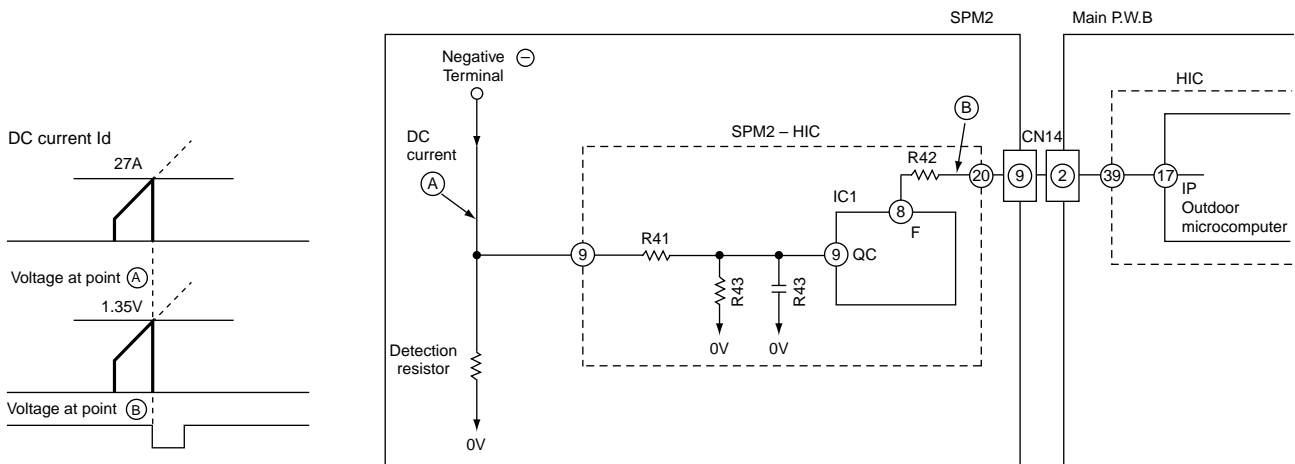 DC current Id
27A
Voltage at point A
1.35V
Voltage at point B
SPM2
Main P.W.B
Negative ⊖
Terminal
DC
current
A
Detection
resistor
0V
SPM2 – HIC
9
R41
R43
0V
R43
0V
IC1
9
QC
8
F
R42
B
20
CN14
9
2
HIC
39
17
IP
Outdoor
microcomputer